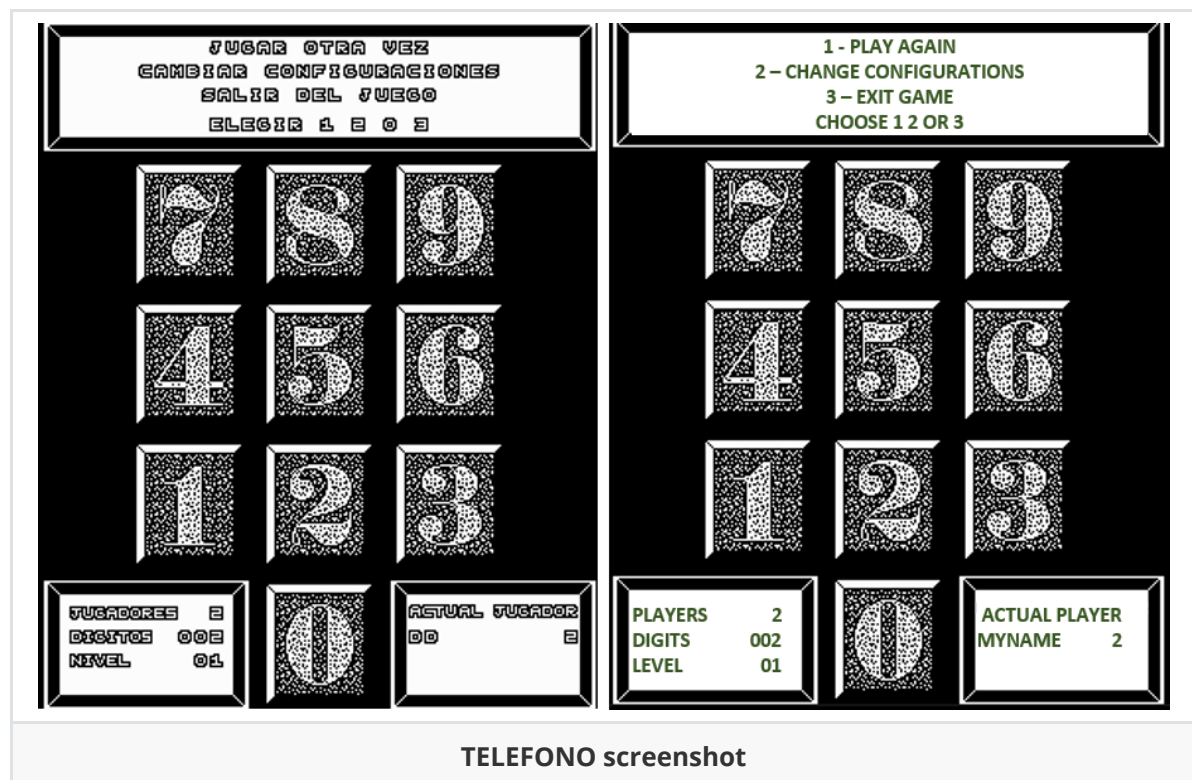 JUGAR OTRA VEZ
CAMBIAR CONFIGURACIONES
SALIR DEL JUEGO
ELEGIR 1 2 O 3
7 8 9
4 5 6
1 2 3
JUGADORES 2
DIGITOS 002
NIVEL 01
0
ACTUAL JUGADOR
DD 2
1 - PLAY AGAIN
2 – CHANGE CONFIGURATIONS
3 – EXIT GAME
CHOOSE 1 2 OR 3
7 8 9
4 5 6
1 2 3
PLAYERS 2
DIGITS 002
LEVEL 01
0
ACTUAL PLAYER
MYNAME 2
TELEFONO screenshot